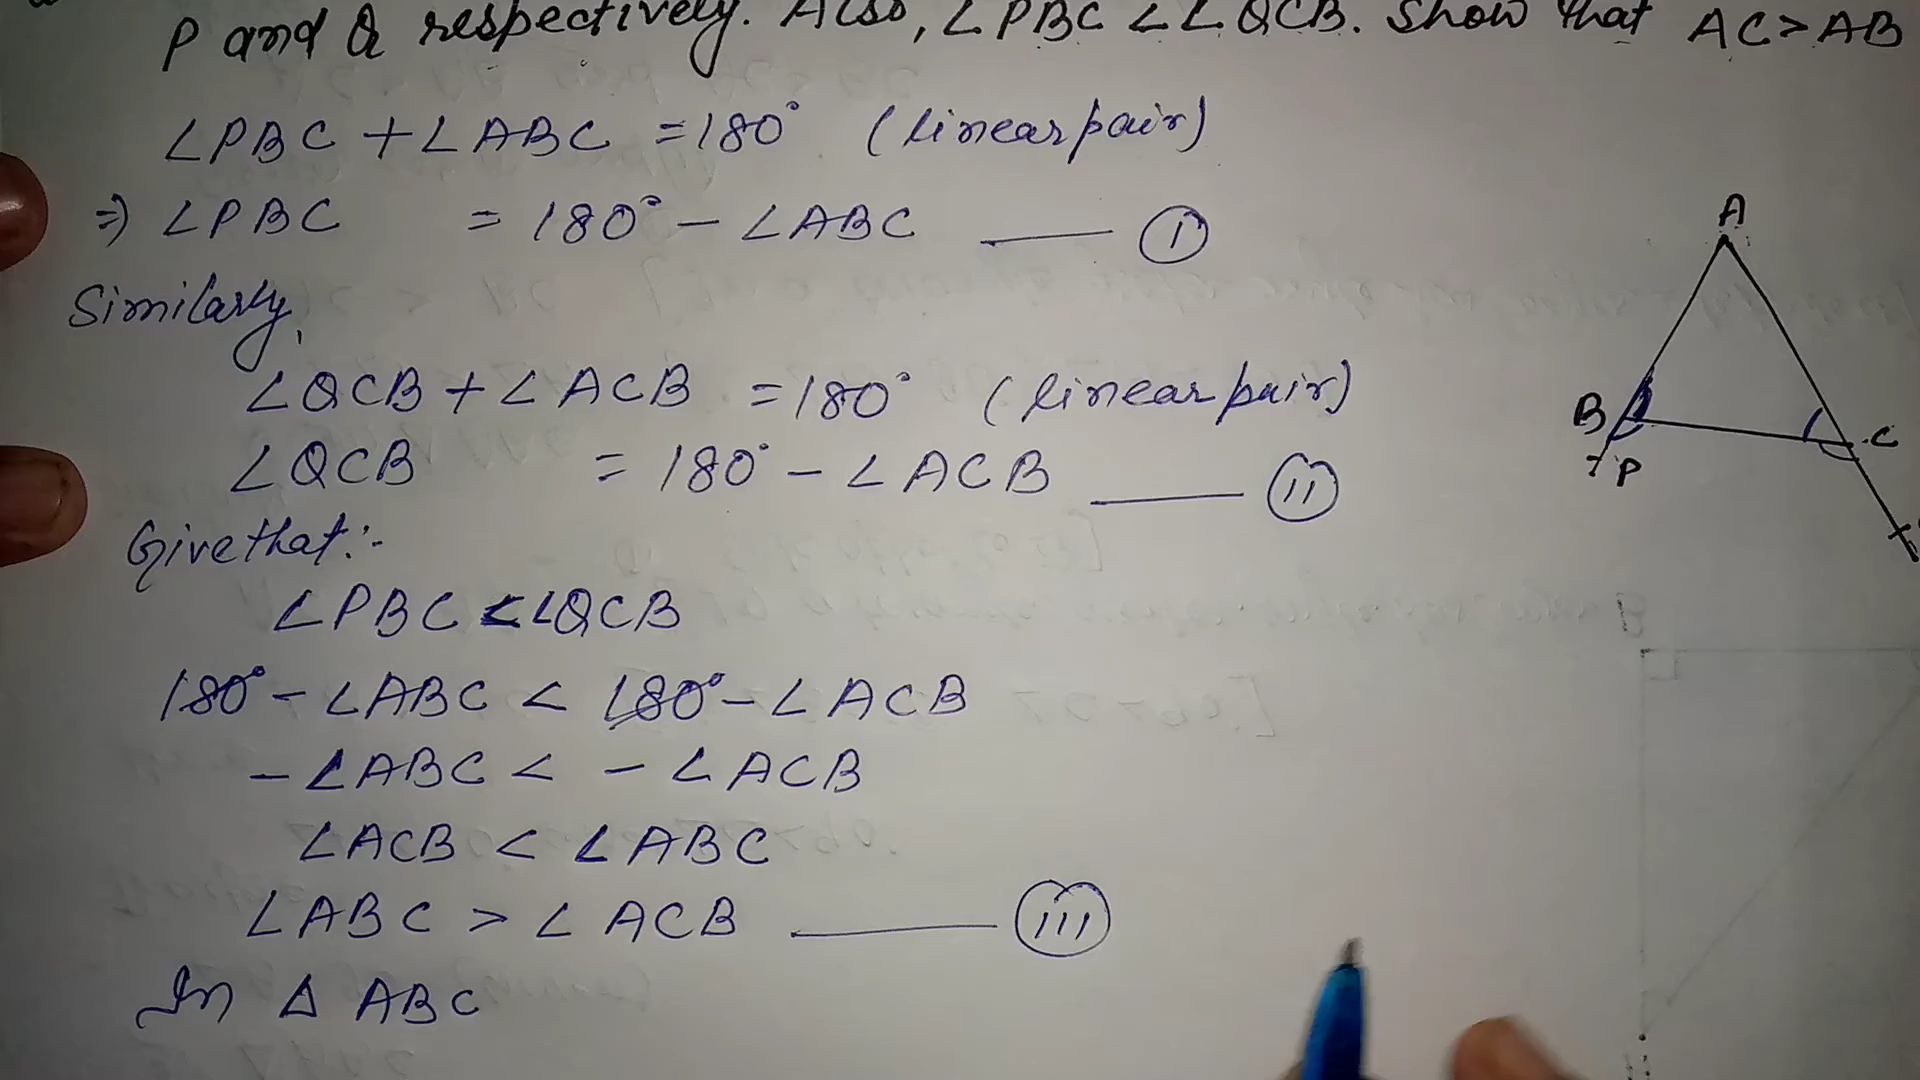 P and Q respectively. Also, ∠PBC < ∠QCB. Show that AC > AB
∠PBC + ∠ABC = 180° (linear pair)
⇒ ∠PBC = 180° - ∠ABC —— (i)
Similarly,
∠QCB + ∠ACB = 180° (linear pair)
∠QCB = 180° - ∠ACB —— (ii)
Give that :-
∠PBC < ∠QCB
180° - ∠ABC < 180° - ∠ACB
- ∠ABC < - ∠ACB
∠ACB < ∠ABC
∠ABC > ∠ACB —— (iii)
In Δ ABC
A
B
C
P